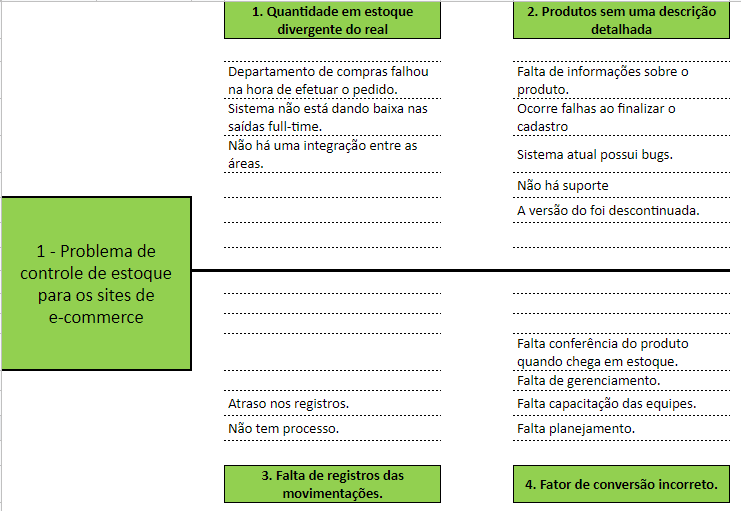 1. Quantidade em estoque
divergente do real
2. Produtos sem uma descrição
detalhada
Departamento de compras falhou
na hora de efetuar o pedido.
Sistema não está dando baixa nas
saídas full-time.
Não há uma integração entre as
áreas.
Falta de informações sobre o
produto.
Ocorre falhas ao finalizar o
cadastro
Sistema atual possui bugs.
Não há suporte
A versão do foi descontinuada.
1 - Problema de
controle de estoque
para os sites de
e-commerce
Atraso nos registros.
Não tem processo.
Falta conferência do produto
quando chega em estoque.
Falta de gerenciamento.
Falta capacitação das equipes.
Falta planejamento.
3. Falta de registros das
movimentações.
4. Fator de conversão incorreto.